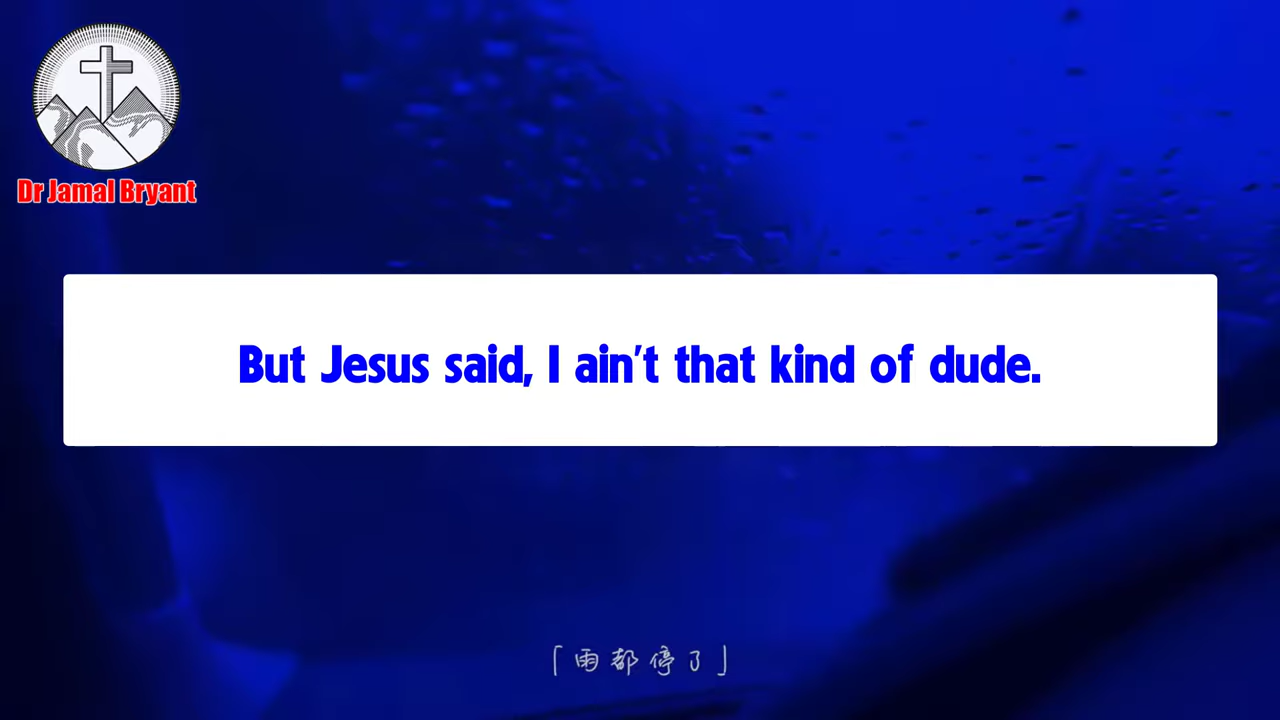 Dr Jamal Bryant
But Jesus said, I ain't that kind of dude.
「雨都停了」